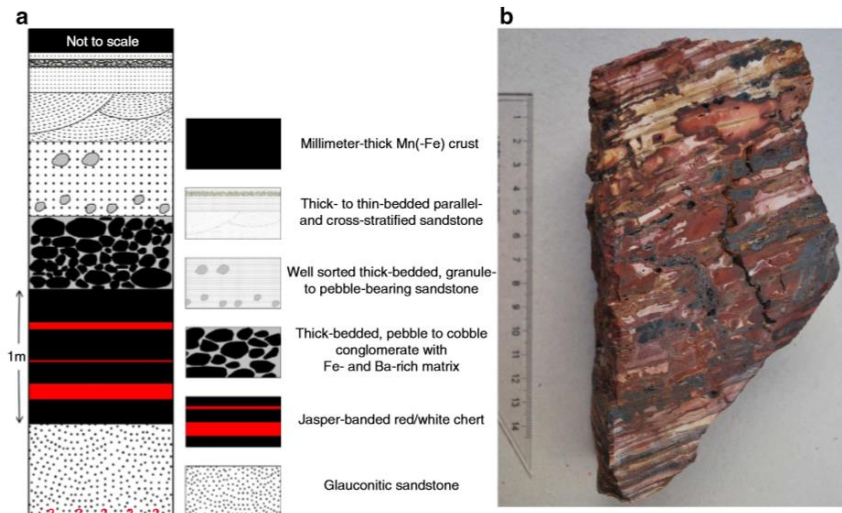 a
Not to scale
1m
? ? ? ? ?
Millimeter-thick Mn(-Fe) crust
Thick- to thin-bedded parallel-
and cross-stratified sandstone
Well sorted thick-bedded, granule-
to pebble-bearing sandstone
Thick-bedded, pebble to cobble
conglomerate with
Fe- and Ba-rich matrix
Jasper-banded red/white chert
Glauconitic sandstone
b
1
2
3
4
5
6
7
8
9
10
11
12
13
14